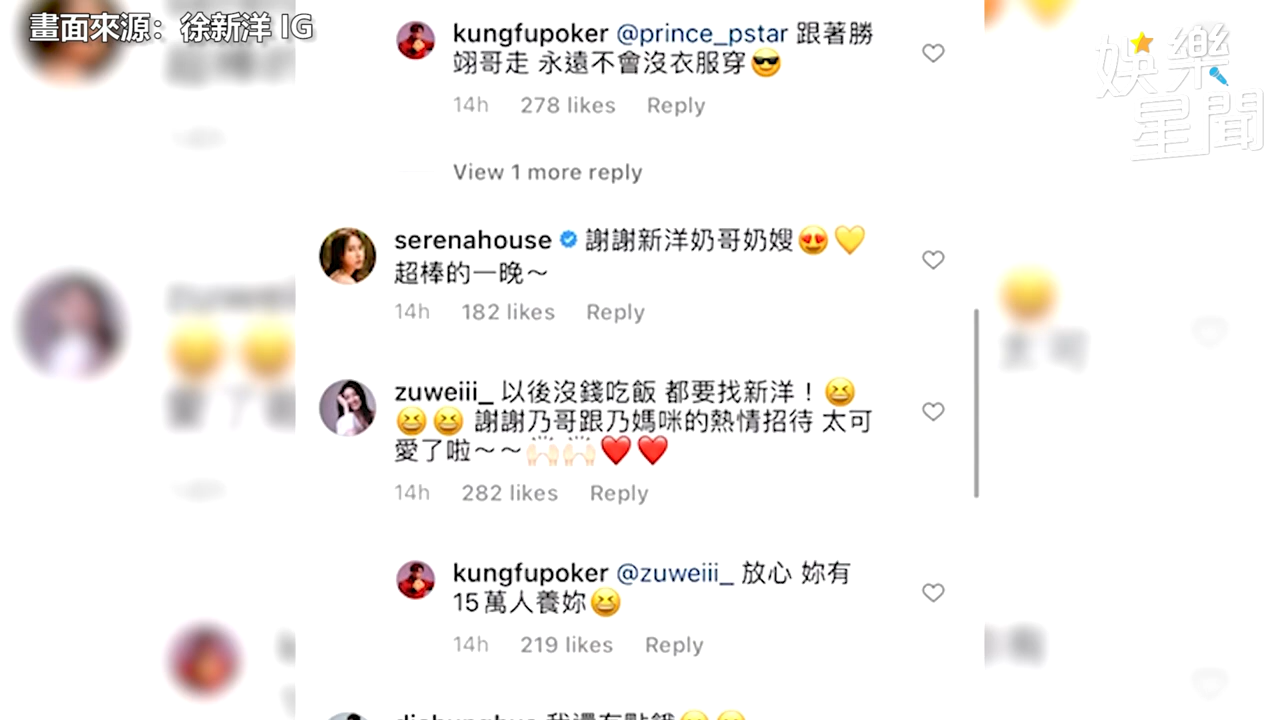 畫面來源：徐新洋 IG
娛樂
星聞
kungfupoker @prince_pstar 跟著勝
翊哥走 永遠不會沒衣服穿😎
14h 278 likes Reply
View 1 more reply
serenahouse 謝謝新洋奶哥奶嫂😍💛
超棒的一晚～
14h 182 likes Reply
zuweiii_ 以後沒錢吃飯 都要找新洋！😆
😆😆 謝謝乃哥跟乃媽咪的熱情招待 太可
愛了啦～～🙌🏻🙌🏻❤️❤️
14h 282 likes Reply
kungfupoker @zuweiii_ 放心 妳有
15萬人養妳😆
14h 219 likes Reply